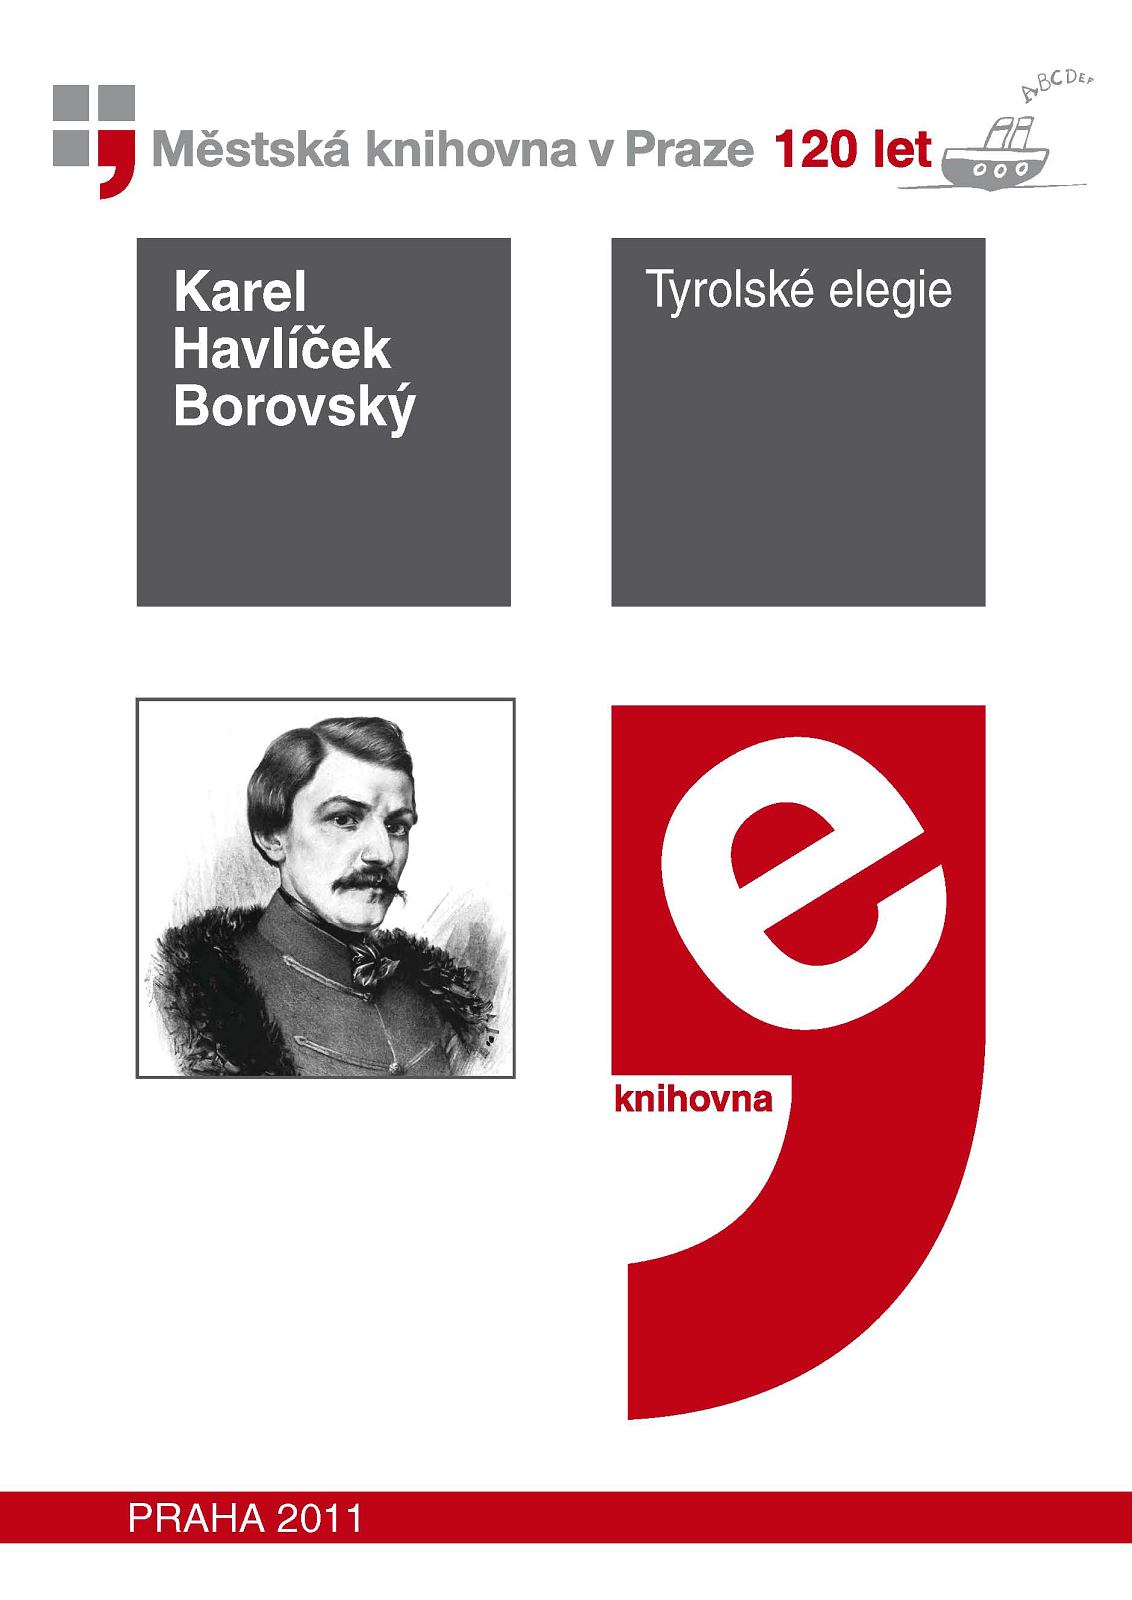 ABCDEF
Městská knihovna v Praze 120 let
Karel
Havlíček
Borovský
Tyrolské elegie
e
knihovna
PRAHA 2011